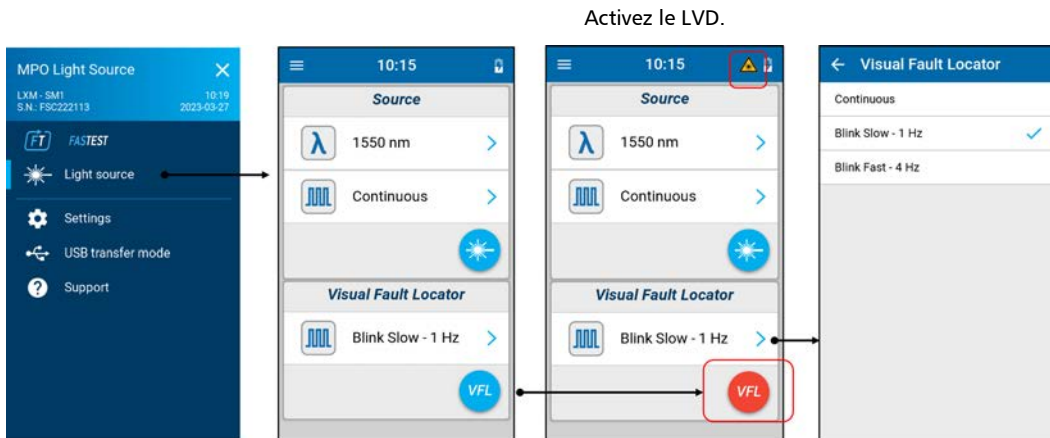 Activez le LVD.
MPO Light Source
LXM - SM1 10:19
S.N.: FSC222113 2023-03-27
FT FASTEST
Light source
Settings
USB transfer mode
Support
10:15
Source
λ 1550 nm
Continuous
Visual Fault Locator
Blink Slow - 1 Hz
VFL
10:15
Source
λ 1550 nm
Continuous
Visual Fault Locator
Blink Slow - 1 Hz
VFL
Visual Fault Locator
Continuous
Blink Slow - 1 Hz
Blink Fast - 4 Hz